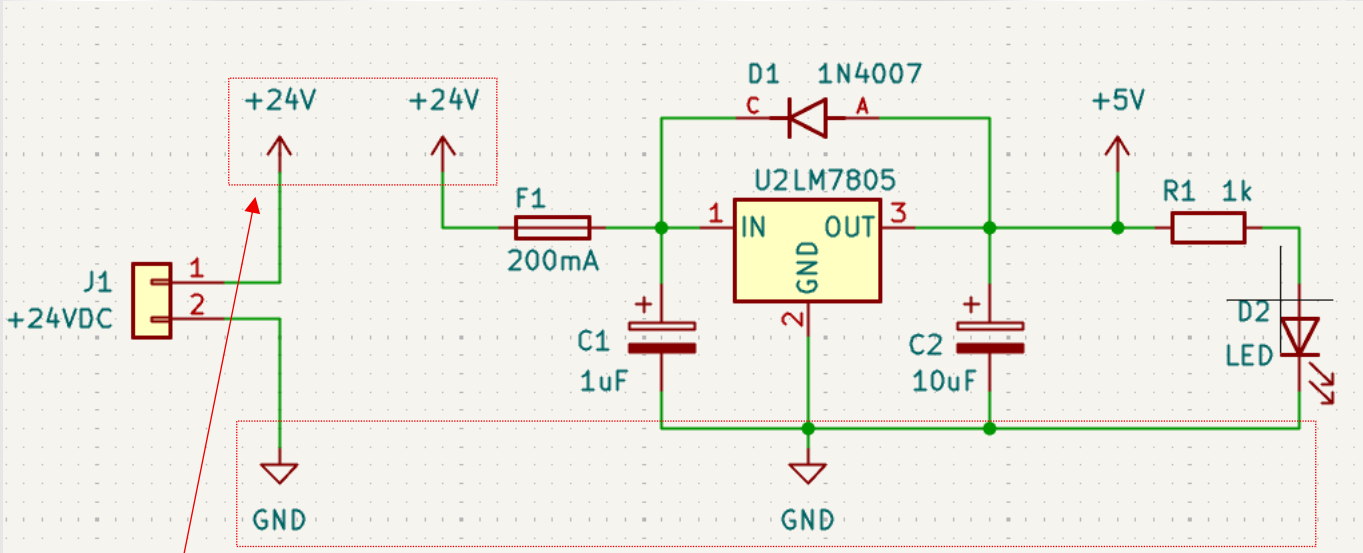 D1 1N4007
+24V +24V C A +5V
U2LM7805
F1 R1 1k
1 IN OUT 3
200mA
GND
J1 1
2
+24VDC
+ +
2
D2
C1 C2
LED
1uF 10uF
GND GND